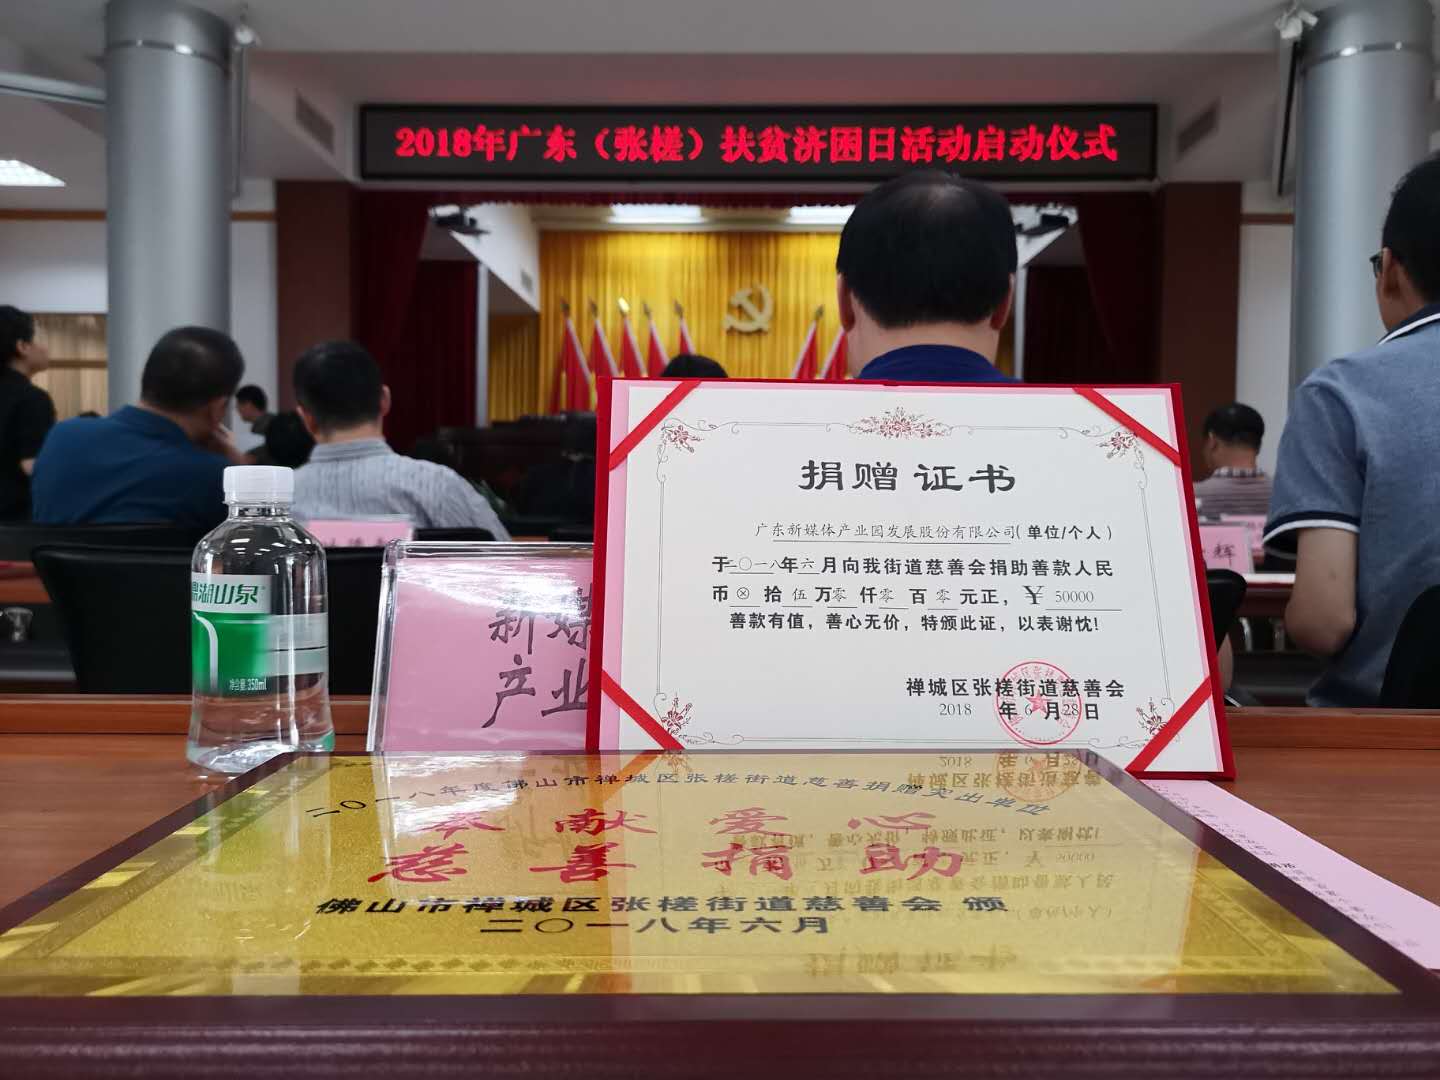 2018年广东（张槎）扶贫济困日活动启动仪式
捐赠证书
广东新媒体产业园发展股份有限公司（单位/个人）
于二〇一八年六月向我街道慈善会捐助善款人民
币⊗拾伍万零仟零百零元正，￥50000
善款有值，善心无价，特颁此证，以表谢忱!
禅城区张槎街道慈善会
2018年6月28日
辉
鼎湖山泉
净含量:350ml
新媒
产业
二〇一八年度佛山市禅城区张槎街道慈善捐赠突出单位
奉献爱心
慈善捐助
佛山市禅城区张槎街道慈善会 颁
二〇一八年六月